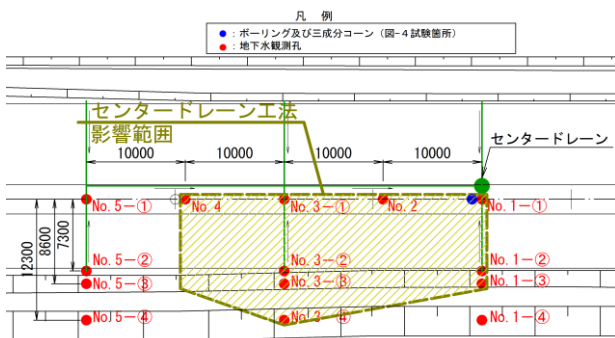 凡 例
● : ボーリング及び三成分コーン（図-４試験箇所）
● : 地下水観測孔
センタードレーン工法
影響範囲
センタードレーン
10000 10000 10000 10000
No.5-① No.4 No.3-① No.2 No.1-①
12300 8600 7300
No.5-② No.3-② No.1-②
No.5-③ No.3-③ No.1-③
No.5-④ No.3-④ No.1-④